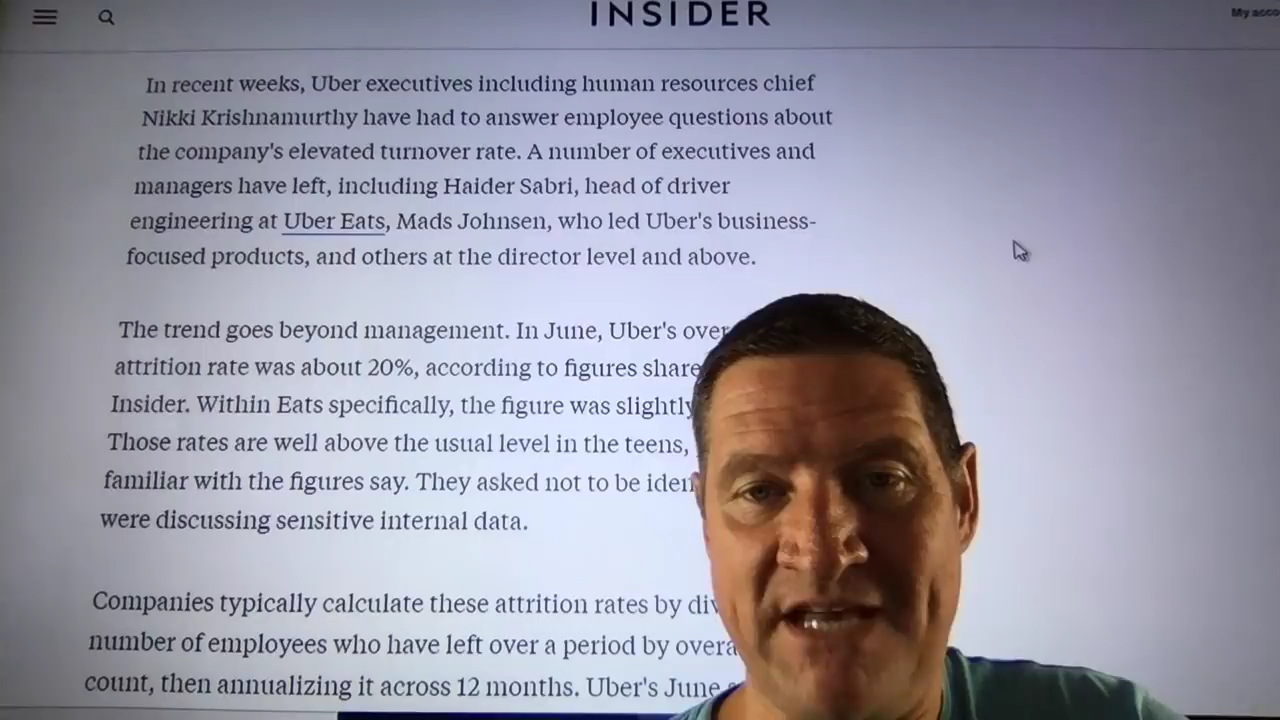 INSIDER
My acco
In recent weeks, Uber executives including human resources chief
Nikki Krishnamurthy have had to answer employee questions about
the company's elevated turnover rate. A number of executives and
managers have left, including Haider Sabri, head of driver
engineering at Uber Eats, Mads Johnsen, who led Uber's business-
focused products, and others at the director level and above.
The trend goes beyond management. In June, Uber's over
attrition rate was about 20%, according to figures share
Insider. Within Eats specifically, the figure was slightly
Those rates are well above the usual level in the teens,
familiar with the figures say. They asked not to be iden
were discussing sensitive internal data.
Companies typically calculate these attrition rates by div
number of employees who have left over a period by overa
count, then annualizing it across 12 months. Uber's June